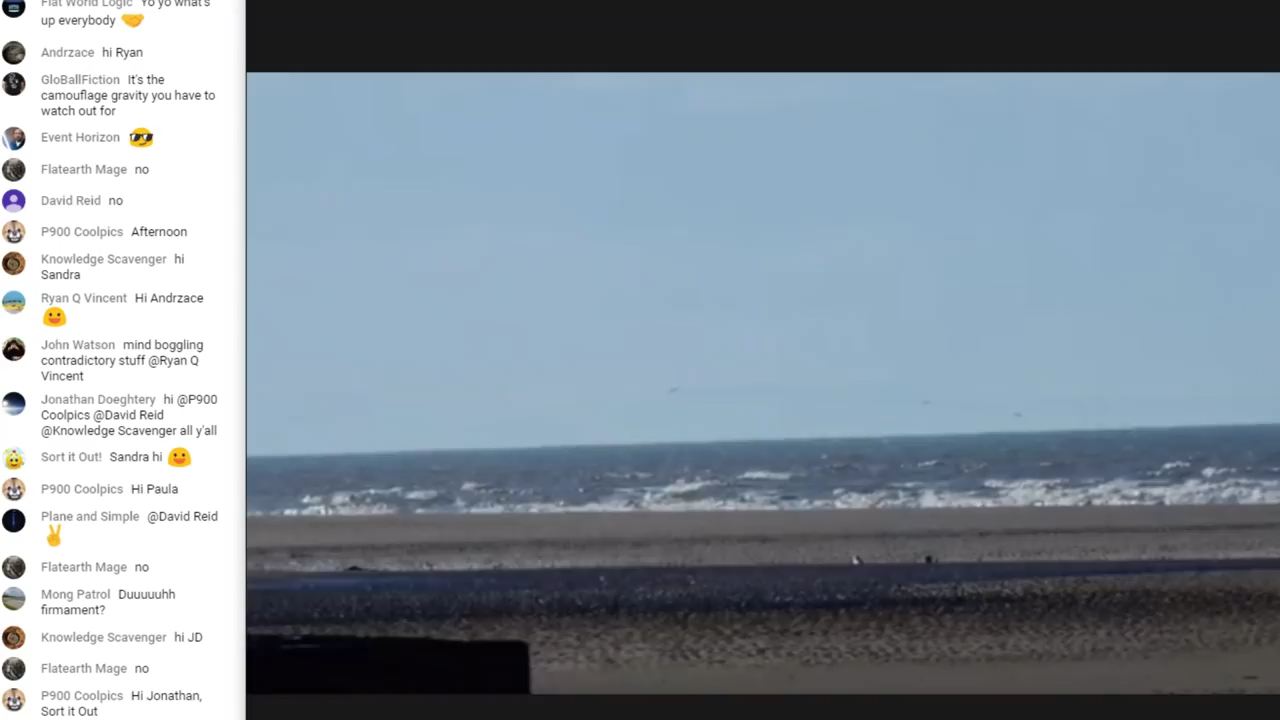 Flat World Logic Yo yo what's
up everybody
Andrzace hi Ryan
GloBallFiction It's the
camouflage gravity you have to
watch out for
Event Horizon
Flatearth Mage no
David Reid no
P900 Coolpics Afternoon
Knowledge Scavenger hi
Sandra
Ryan Q Vincent Hi Andrzace
John Watson mind boggling
contradictory stuff @Ryan Q
Vincent
Jonathan Doeghtery hi @P900
Coolpics @David Reid
@Knowledge Scavenger all y'all
Sort it Out! Sandra hi
P900 Coolpics Hi Paula
Plane and Simple @David Reid
Flatearth Mage no
Mong Patrol Duuuuuhh
firmament?
Knowledge Scavenger hi JD
Flatearth Mage no
P900 Coolpics Hi Jonathan,
Sort it Out